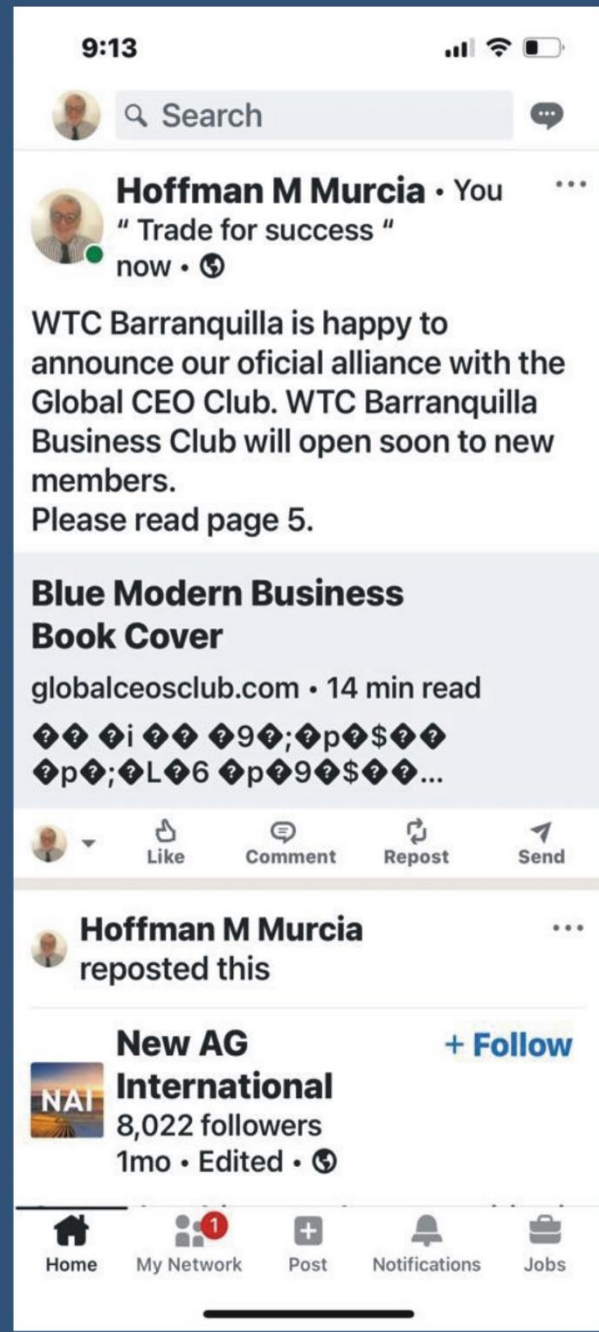 9:13
Search
Hoffman M Murcia • You
“ Trade for success “
now •
WTC Barranquilla is happy to
announce our oficial alliance with the
Global CEO Club. WTC Barranquilla
Business Club will open soon to new
members.
Please read page 5.
Blue Modern Business
Book Cover
globalceosclub.com • 14 min read
�� �i �� �9�;�p�$��
�p�;�L�6 �p�9�$��...
Like Comment Repost Send
Hoffman M Murcia
reposted this
New AG
International
+ Follow
NAI
8,022 followers
1mo • Edited •
1
Home My Network Post Notifications Jobs